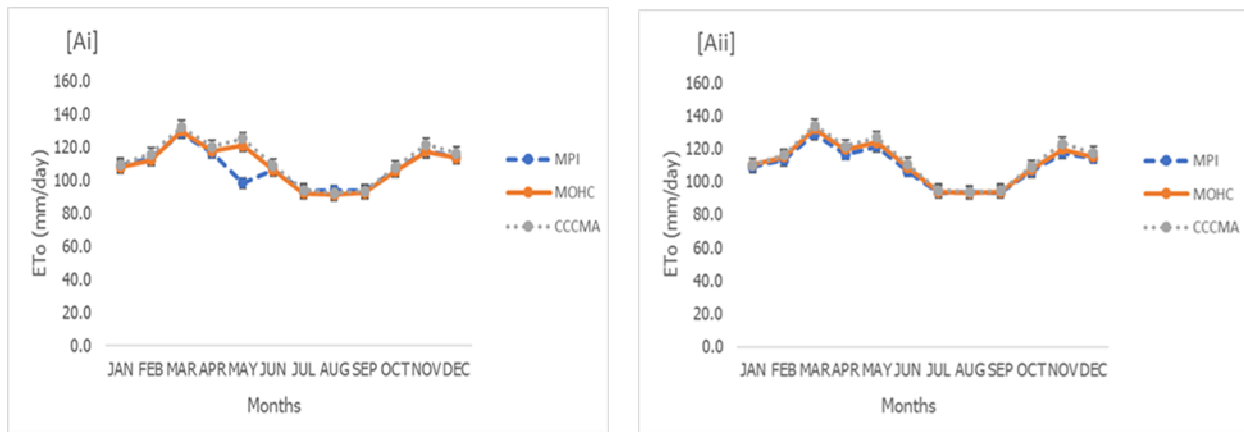 [Ai]
160.0
140.0
120.0
100.0
80.0
60.0
40.0
20.0
0.0
ETo (mm/day)
JAN FEB MAR APR MAY JUN JUL AUG SEP OCT NOV DEC
Months
MPI
MOHC
CCCMA
[Aii]
160.0
140.0
120.0
100.0
80.0
60.0
40.0
20.0
0.0
ETo (mm/day)
JAN FEB MAR APR MAY JUN JUL AUG SEP OCT NOV DEC
Months
MPI
MOHC
CCCMA